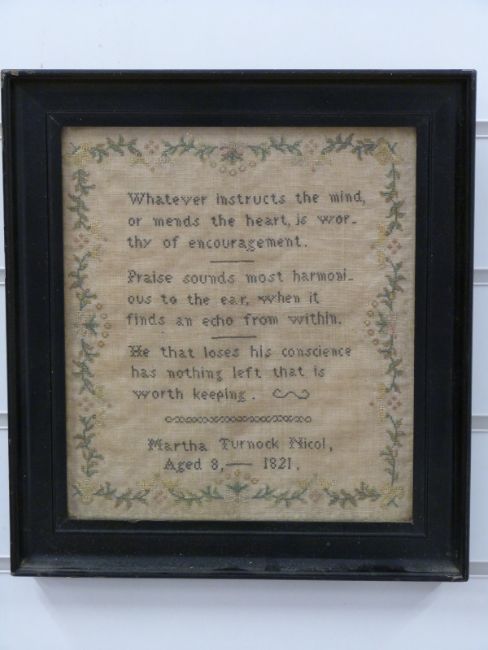 Whatever instructs the mind,
or mends the heart, is wor-
thy of encouragement.
Praise sounds most harmoni-
ous to the ear, when it
finds an echo from within.
He that loses his conscience
has nothing left that is
worth keeping.
Martha Turnock Nicol,
Aged 8, — 1821.